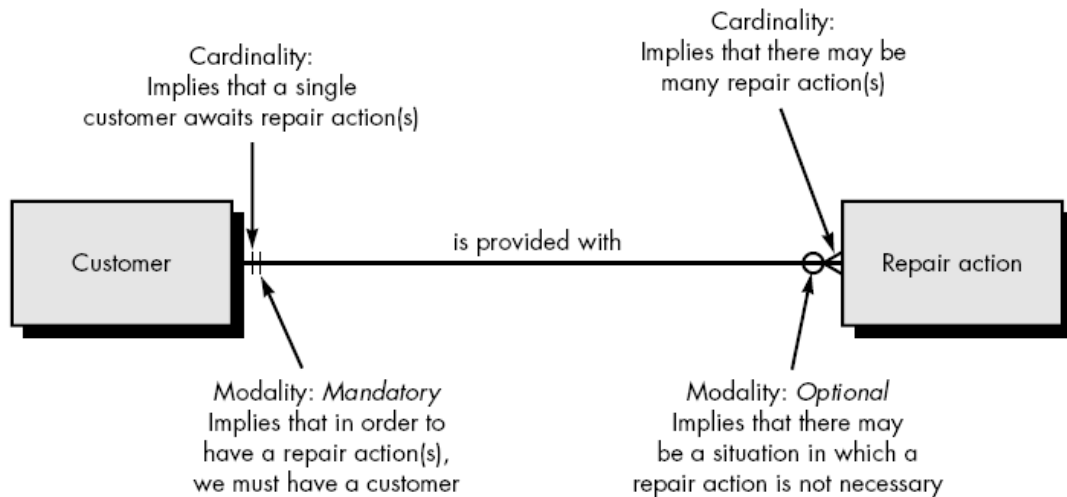 Cardinality:
Implies that a single
customer awaits repair action(s)
Cardinality:
Implies that there may be
many repair action(s)
Customer
is provided with
Repair action
Modality: Mandatory
Implies that in order to
have a repair action(s),
we must have a customer
Modality: Optional
Implies that there may
be a situation in which a
repair action is not necessary